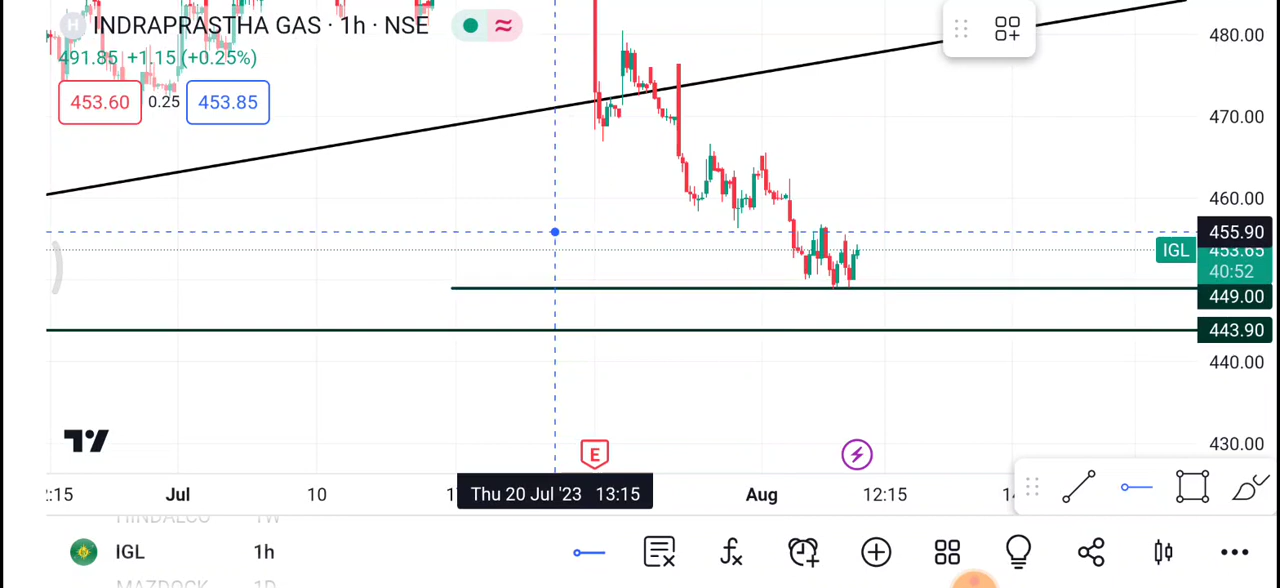 H INDRAPRASTHA GAS · 1h · NSE
491.85 +1.15 (+0.25%)
453.60 0.25 453.85
480.00
470.00
460.00
455.90
IGL 453.65
40:52
449.00
443.90
440.00
430.00
E
:15 Jul 10 1 Thu 20 Jul '23 13:15 Aug 12:15 1
HINDALCO 1W
IGL 1h
MAZDOCK 1D